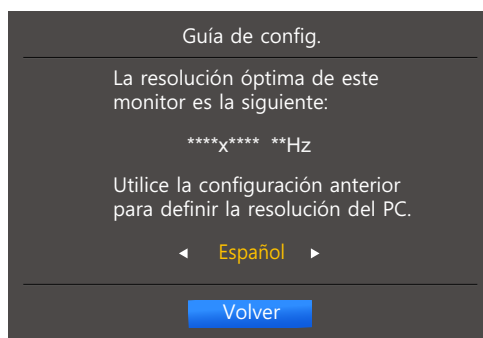 Guía de config.
La resolución óptima de este
monitor es la siguiente:
****x**** **Hz
Utilice la configuración anterior
para definir la resolución del PC.
Español
Volver